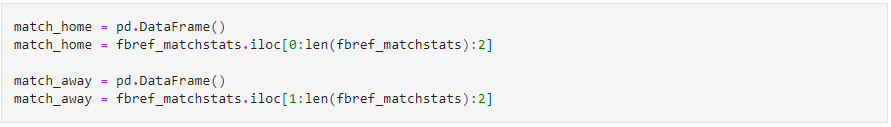 match_home = pd.DataFrame()
match_home = fbref_matchstats.iloc[0:len(fbref_matchstats):2]
match_away = pd.DataFrame()
match_away = fbref_matchstats.iloc[1:len(fbref_matchstats):2]